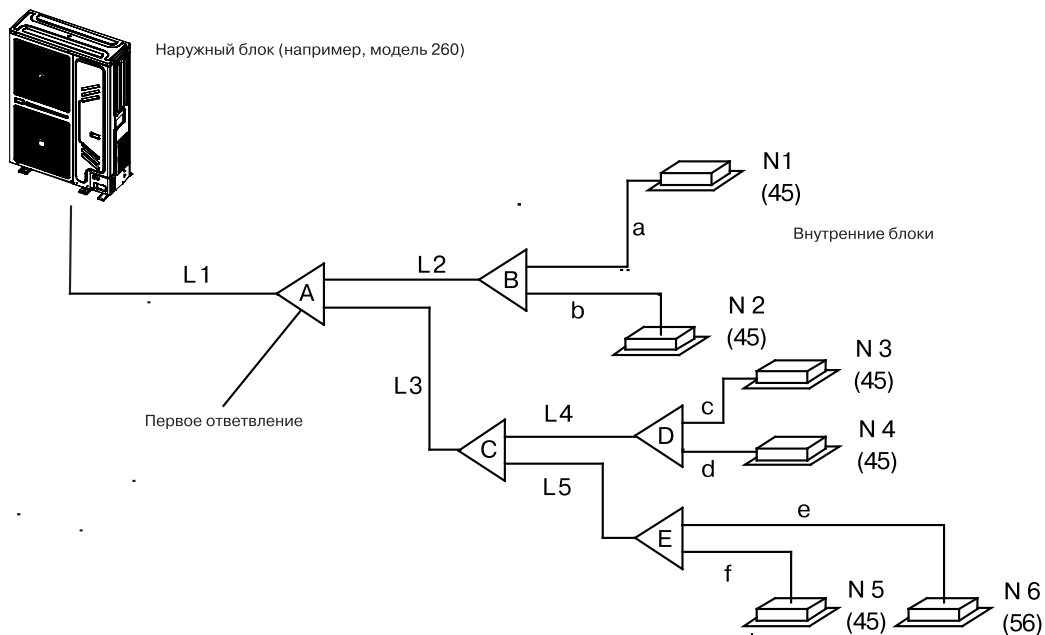 Наружный блок (например, модель 260)
N1
(45)
a
Внутренние блоки
L1
A
L2
B
b
N 2
(45)
N 3
(45)
L3
c
Первое ответвление
L4
D
C
N 4
(45)
d
L5
e
E
f
N 5
(45)
N 6
(56)